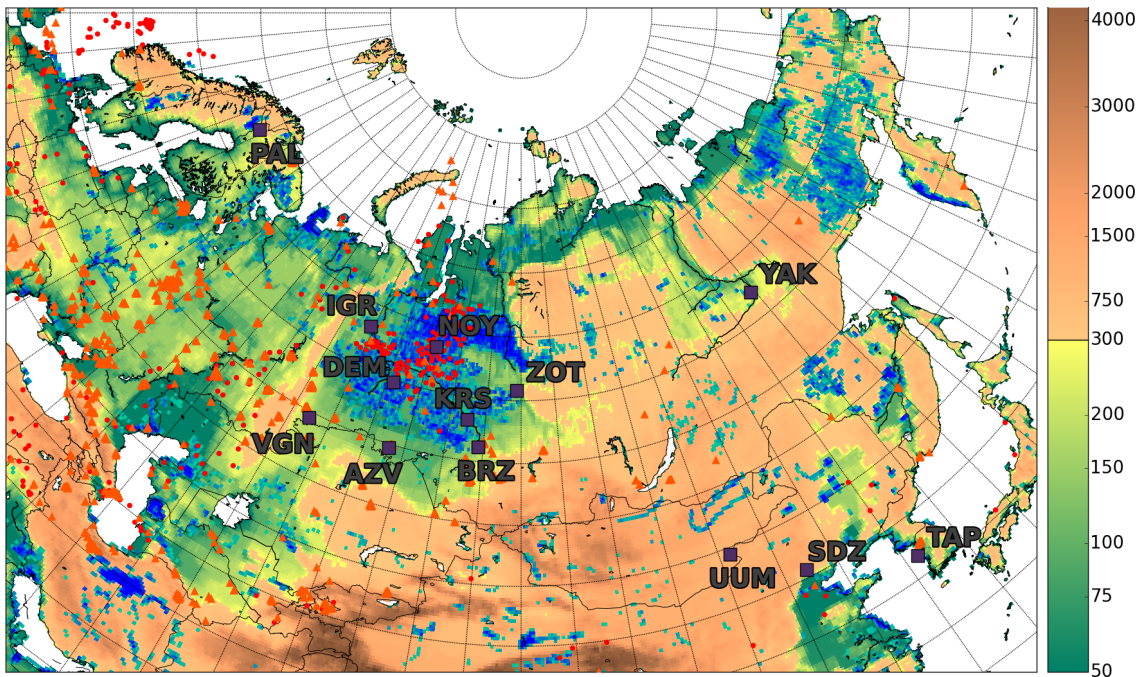 4000
3000
PAL
2000
1500
YAK
IGR
NOY
750
300
DEM
ZOT
KRS
200
VGN
AZV
BRZ
150
TAP
SDZ
100
UUM
75
50